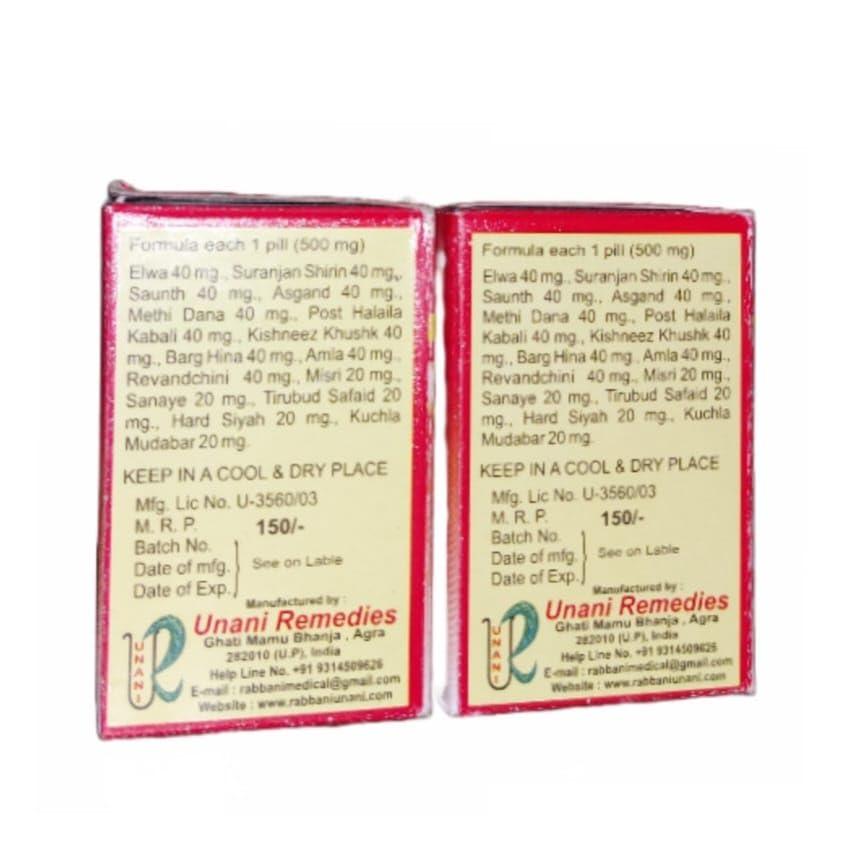 Formula each 1 pill (500 mg)
Elwa 40 mg., Suranjan Shirin 40 mg.,
Saunth 40 mg., Asgand 40 mg.,
Methi Dana 40 mg., Post Halaila
Kabali 40 mg., Kishneez Khushk 40
mg., Barg Hina 40 mg., Amla 40 mg.,
Revandchini 40 mg., Misri 20 mg.,
Sanaye 20 mg., Tirubud Safaid 20
mg., Hard Siyah 20 mg., Kuchla
Mudabar 20 mg.
KEEP IN A COOL & DRY PLACE
Mfg. Lic No. U-3560/03
M. R. P. 150/-
Batch No.
Date of mfg. See on Lable
Date of Exp.
Manufactured by :
Unani Remedies
Ghati Mamu Bhanja , Agra
282010 (U.P), India
Help Line No. +91 9314509626
E-mail : rabbanimedical@gmail.com
Website : www.rabbaniunani.com
UNANI
Formula each 1 pill (500 mg)
Elwa 40 mg., Suranjan Shirin 40 mg.,
Saunth 40 mg., Asgand 40 mg.,
Methi Dana 40 mg., Post Halaila
Kabali 40 mg., Kishneez Khushk 40
mg., Barg Hina 40 mg., Amla 40 mg.,
Revandchini 40 mg., Misri 20 mg.,
Sanaye 20 mg., Tirubud Safaid 20
mg., Hard Siyah 20 mg., Kuchla
Mudabar 20 mg.
KEEP IN A COOL & DRY PLACE
Mfg. Lic No. U-3560/03
M. R. P. 150/-
Batch No.
Date of mfg. See on Lable
Date of Exp.
Manufactured by :
Unani Remedies
Ghati Mamu Bhanja , Agra
282010 (U.P), India
Help Line No. +91 9314509626
E-mail : rabbanimedical@gmail.com
Website : www.rabbaniunani.com
UNANI